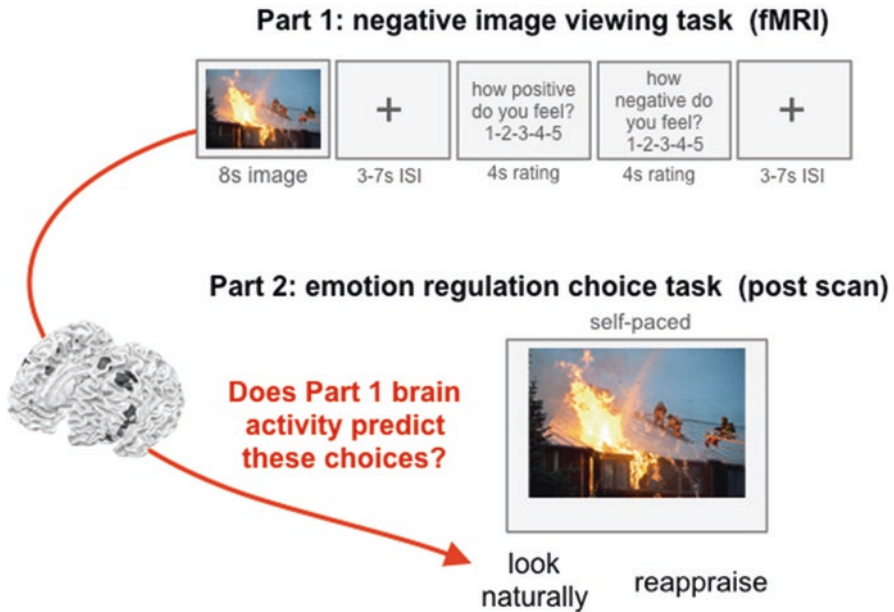 Part 1: negative image viewing task (fMRI)
how positive
do you feel?
1-2-3-4-5
how
negative do
you feel?
1-2-3-4-5
+
+
8s image
3-7s ISI
4s rating
4s rating
3-7s ISI
Part 2: emotion regulation choice task (post scan)
self-paced
Does Part 1 brain
activity predict
these choices?
look
naturally
reappraise